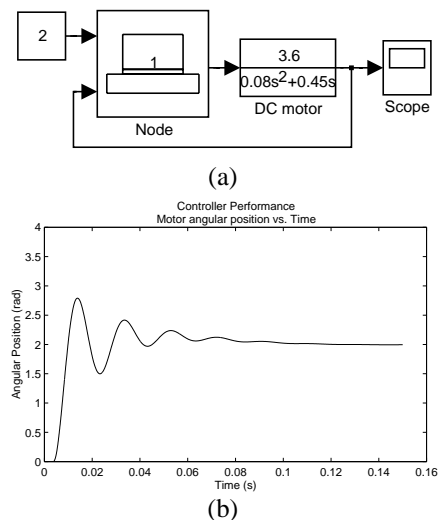 2
1
Node
3.6
0.08s²+0.45s
DC motor
Scope
(a)
Controller Performance
Motor angular position vs. Time
4
3.5
3
2.5
2
1.5
1
0.5
0
Angular Position (rad)
0 0.02 0.04 0.06 0.08 0.1 0.12 0.14 0.16
Time (s)
(b)